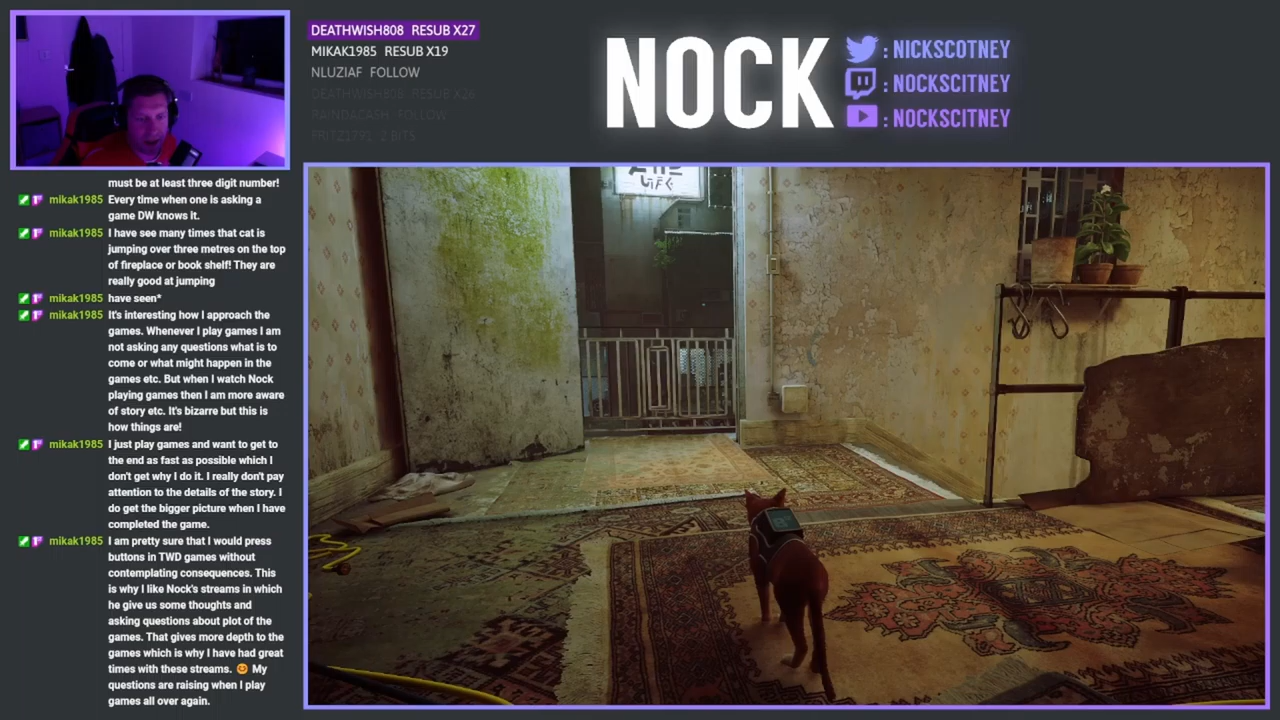 DEATHWISH808 RESUB X27
MIKAK1985 RESUB X19
NLUZIAF FOLLOW
DEATHWISH808 RESUB X26
RAINDACASH FOLLOW
FRITZ1791 2 BITS
NOCK
: NICKSCOTNEY
: NOCKSCITNEY
: NOCKSCITNEY
must be at least three digit number!
mikak1985 Every time when one is asking a
game DW knows it.
mikak1985 I have see many times that cat is
jumping over three metres on the top
of fireplace or book shelf! They are
really good at jumping
mikak1985 have seen*
mikak1985 It's interesting how I approach the
games. Whenever I play games I am
not asking any questions what is to
come or what might happen in the
games etc. But when I watch Nock
playing games then I am more aware
of story etc. It's bizarre but this is
how things are!
mikak1985 I just play games and want to get to
the end as fast as possible which I
don't get why I do it. I really don't pay
attention to the details of the story. I
do get the bigger picture when I have
completed the game.
mikak1985 I am pretty sure that I would press
buttons in TWD games without
contemplating consequences. This
is why I like Nock's streams in which
he give us some thoughts and
asking questions about plot of the
games. That gives more depth to the
games which is why I have had great
times with these streams. 😊 My
questions are raising when I play
games all over again.